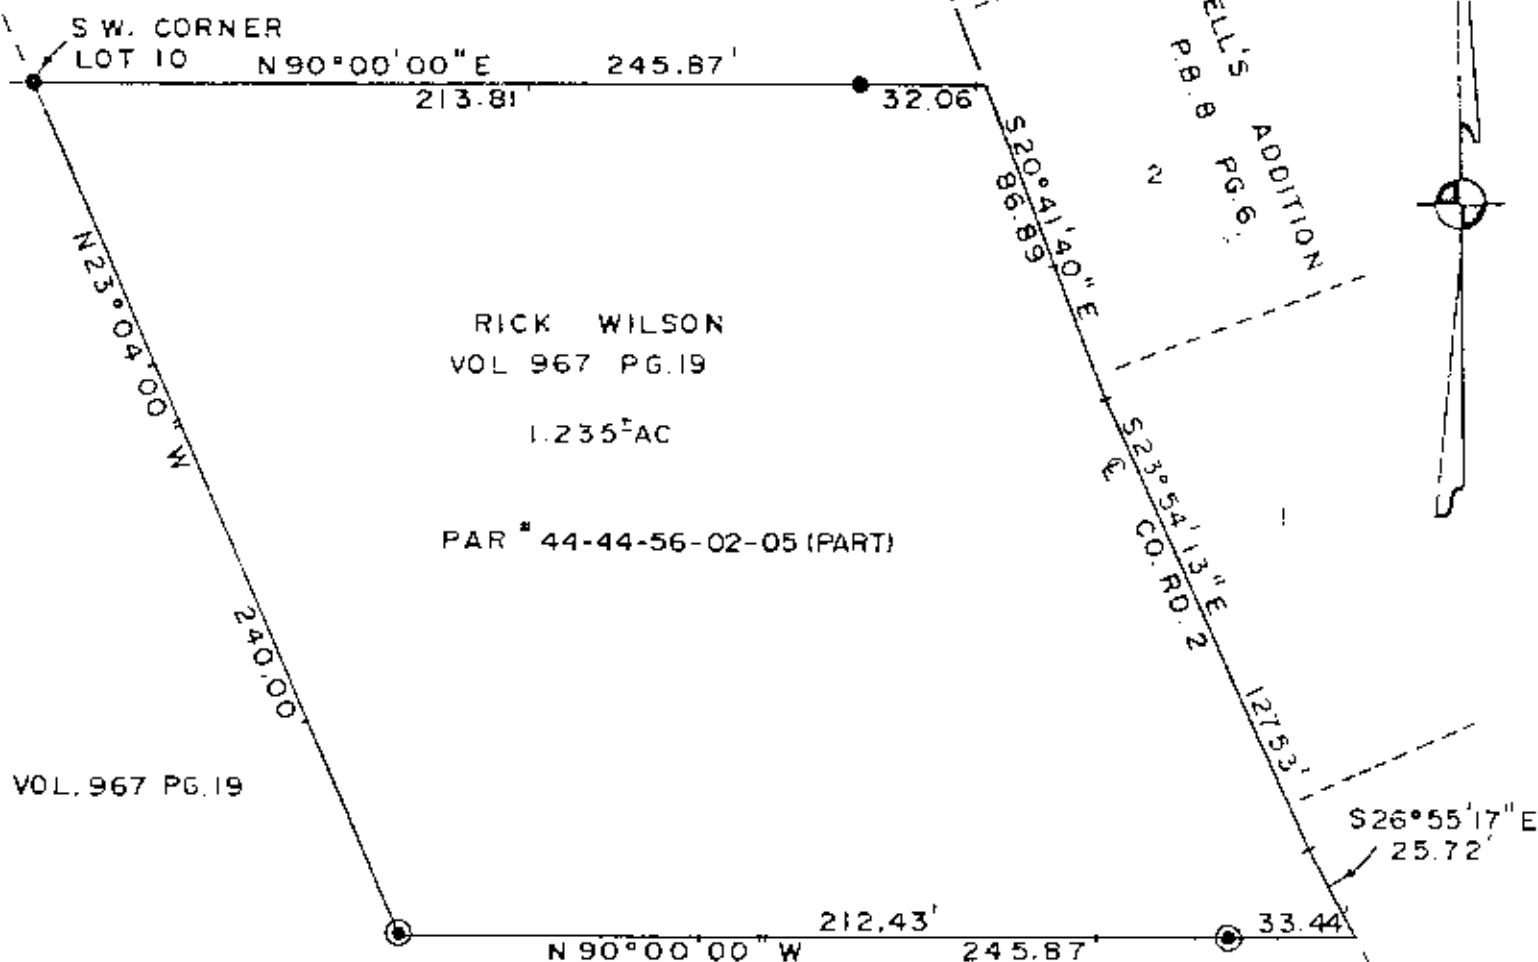 S W. CORNER
LOT 10
N90°00'00"E 245.87'
213.81'
32.06'
ELL'S ADDITION
P.B. 8 PG. 6
2
S20°41'40"E
86.89'
N23°04'00"W
240.00'
RICK WILSON
VOL 967 PG.19
1.235±AC
PAR # 44-44-56-02-05 (PART)
S23°54'13"E
127.53'
℄ CO. RD. 2
1
VOL. 967 PG. 19
S26°55'17"E
25.72'
212.43'
33.44'
N90°00'00"W 245.87'